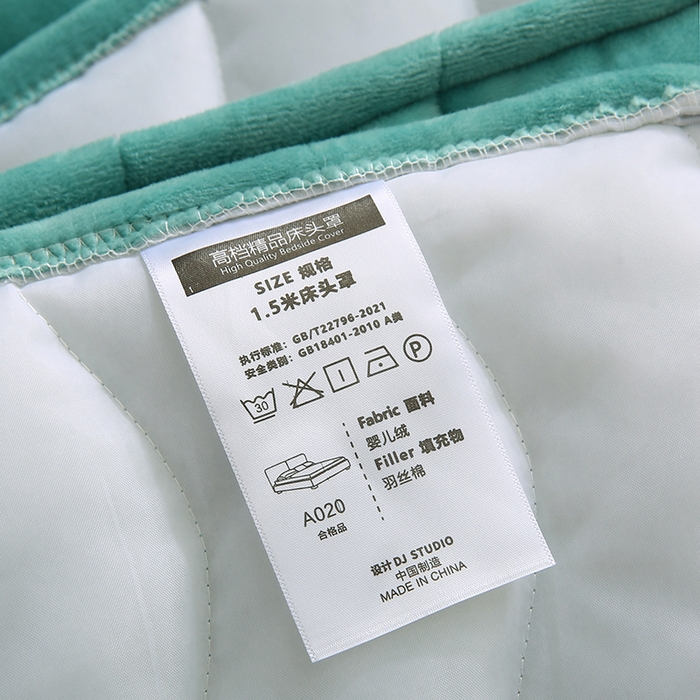 高档精品床头罩
High Quality Bedside Cover
SIZE 规格
1.5米床头罩
执行标准: GB/T22796-2021
安全类别: GB18401-2010 A类
30
P
Fabric 面料
婴儿绒
Filler 填充物
羽丝棉
A020
合格品
设计 DJ STUDIO
中国制造
MADE IN CHINA